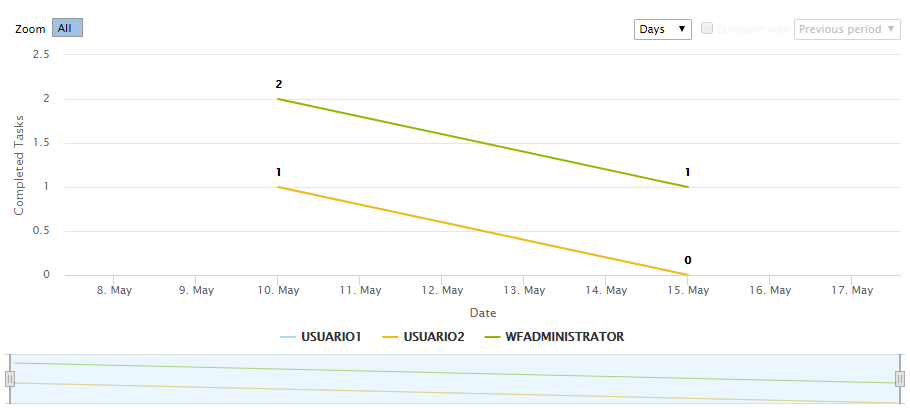 Zoom All Days Compare with: Previous period
2.5
2
2
1.5
1
1
1
0.5
0
0
8. May 9. May 10. May 11. May 12. May 13. May 14. May 15. May 16. May 17. May
Completed Tasks
Date
USUARIO1 USUARIO2 WFADMINISTRATOR